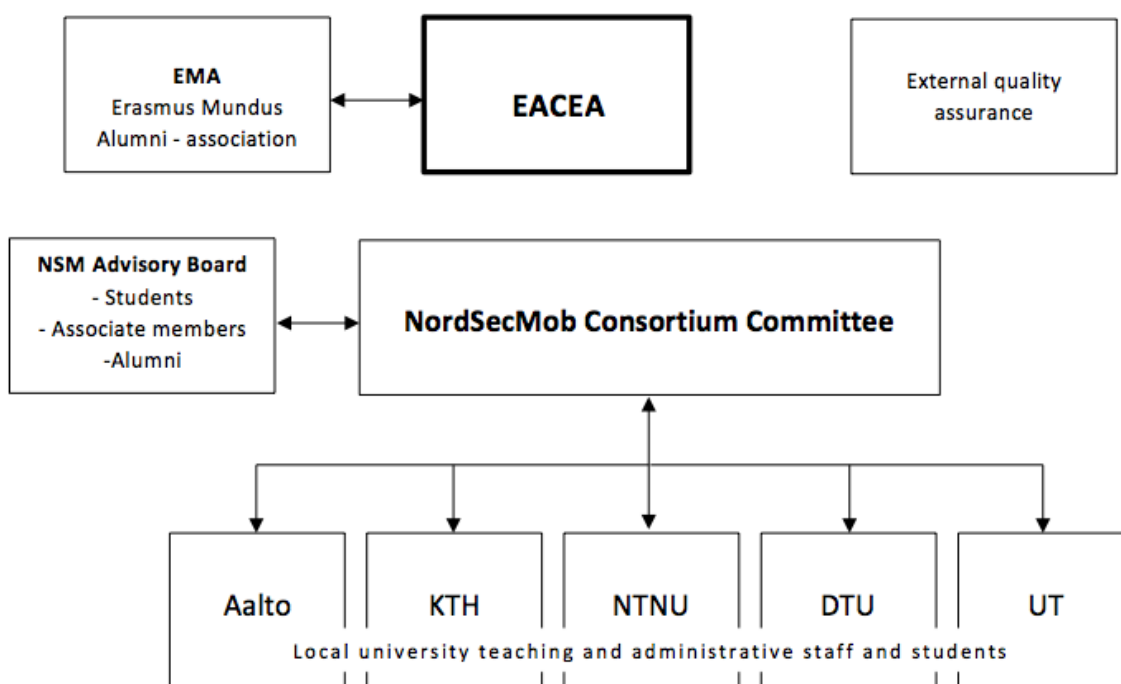 EMA
Erasmus Mundus
Alumni - association
EACEA
External quality
assurance
NSM Advisory Board
- Students
- Associate members
-Alumni
NordSecMob Consortium Committee
Aalto
KTH
NTNU
DTU
UT
Local university teaching and administrative staff and students